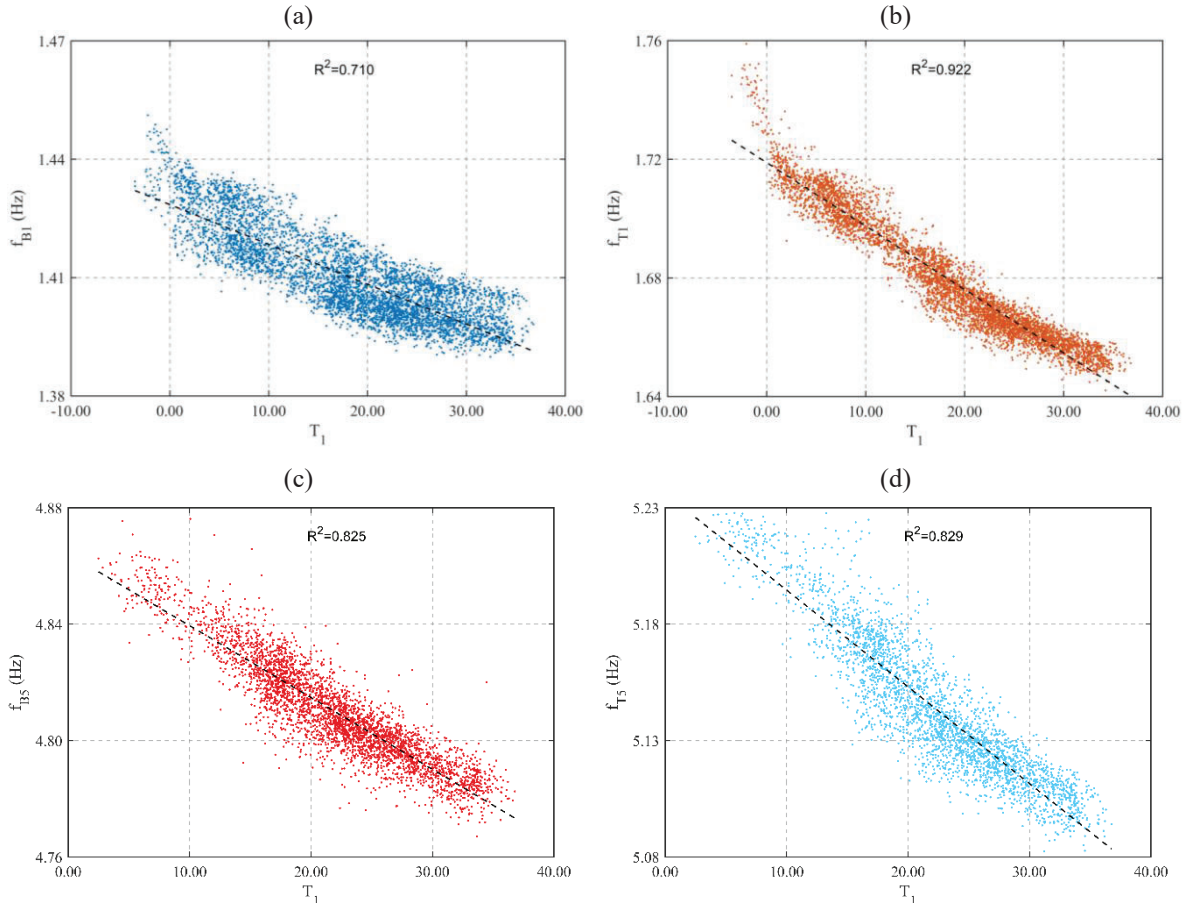 (a)
1.47
1.44
1.41
1.38
R²=0.710
f_B1 (Hz)
-10.00 0.00 10.00 20.00 30.00 40.00
T_1
(b)
1.76
1.72
1.68
1.64
R²=0.922
f_T1 (Hz)
-10.00 0.00 10.00 20.00 30.00 40.00
T_1
(c)
4.88
4.84
4.80
4.76
R²=0.825
f_B5 (Hz)
0.00 10.00 20.00 30.00 40.00
T_1
(d)
5.23
5.18
5.13
5.08
R²=0.829
f_T5 (Hz)
0.00 10.00 20.00 30.00 40.00
T_1